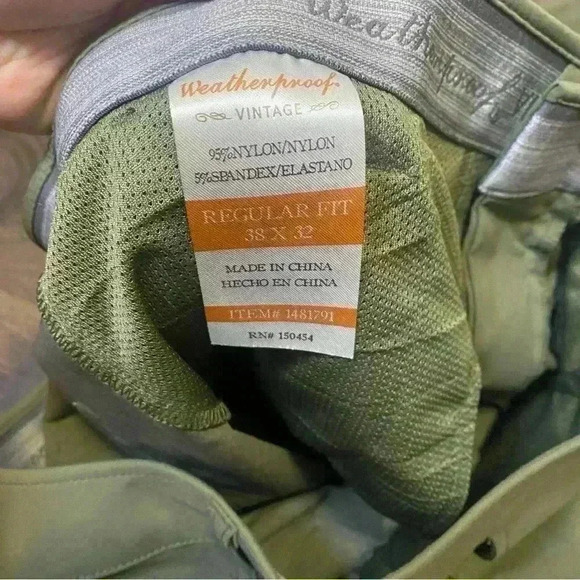 Weatherproof
Weatherproof
VINTAGE
95%NYLON/NYLON
5%SPANDEX/ELASTANO
REGULAR FIT
38 X 32
MADE IN CHINA
HECHO EN CHINA
ITEM# 1481791
RN# 150454